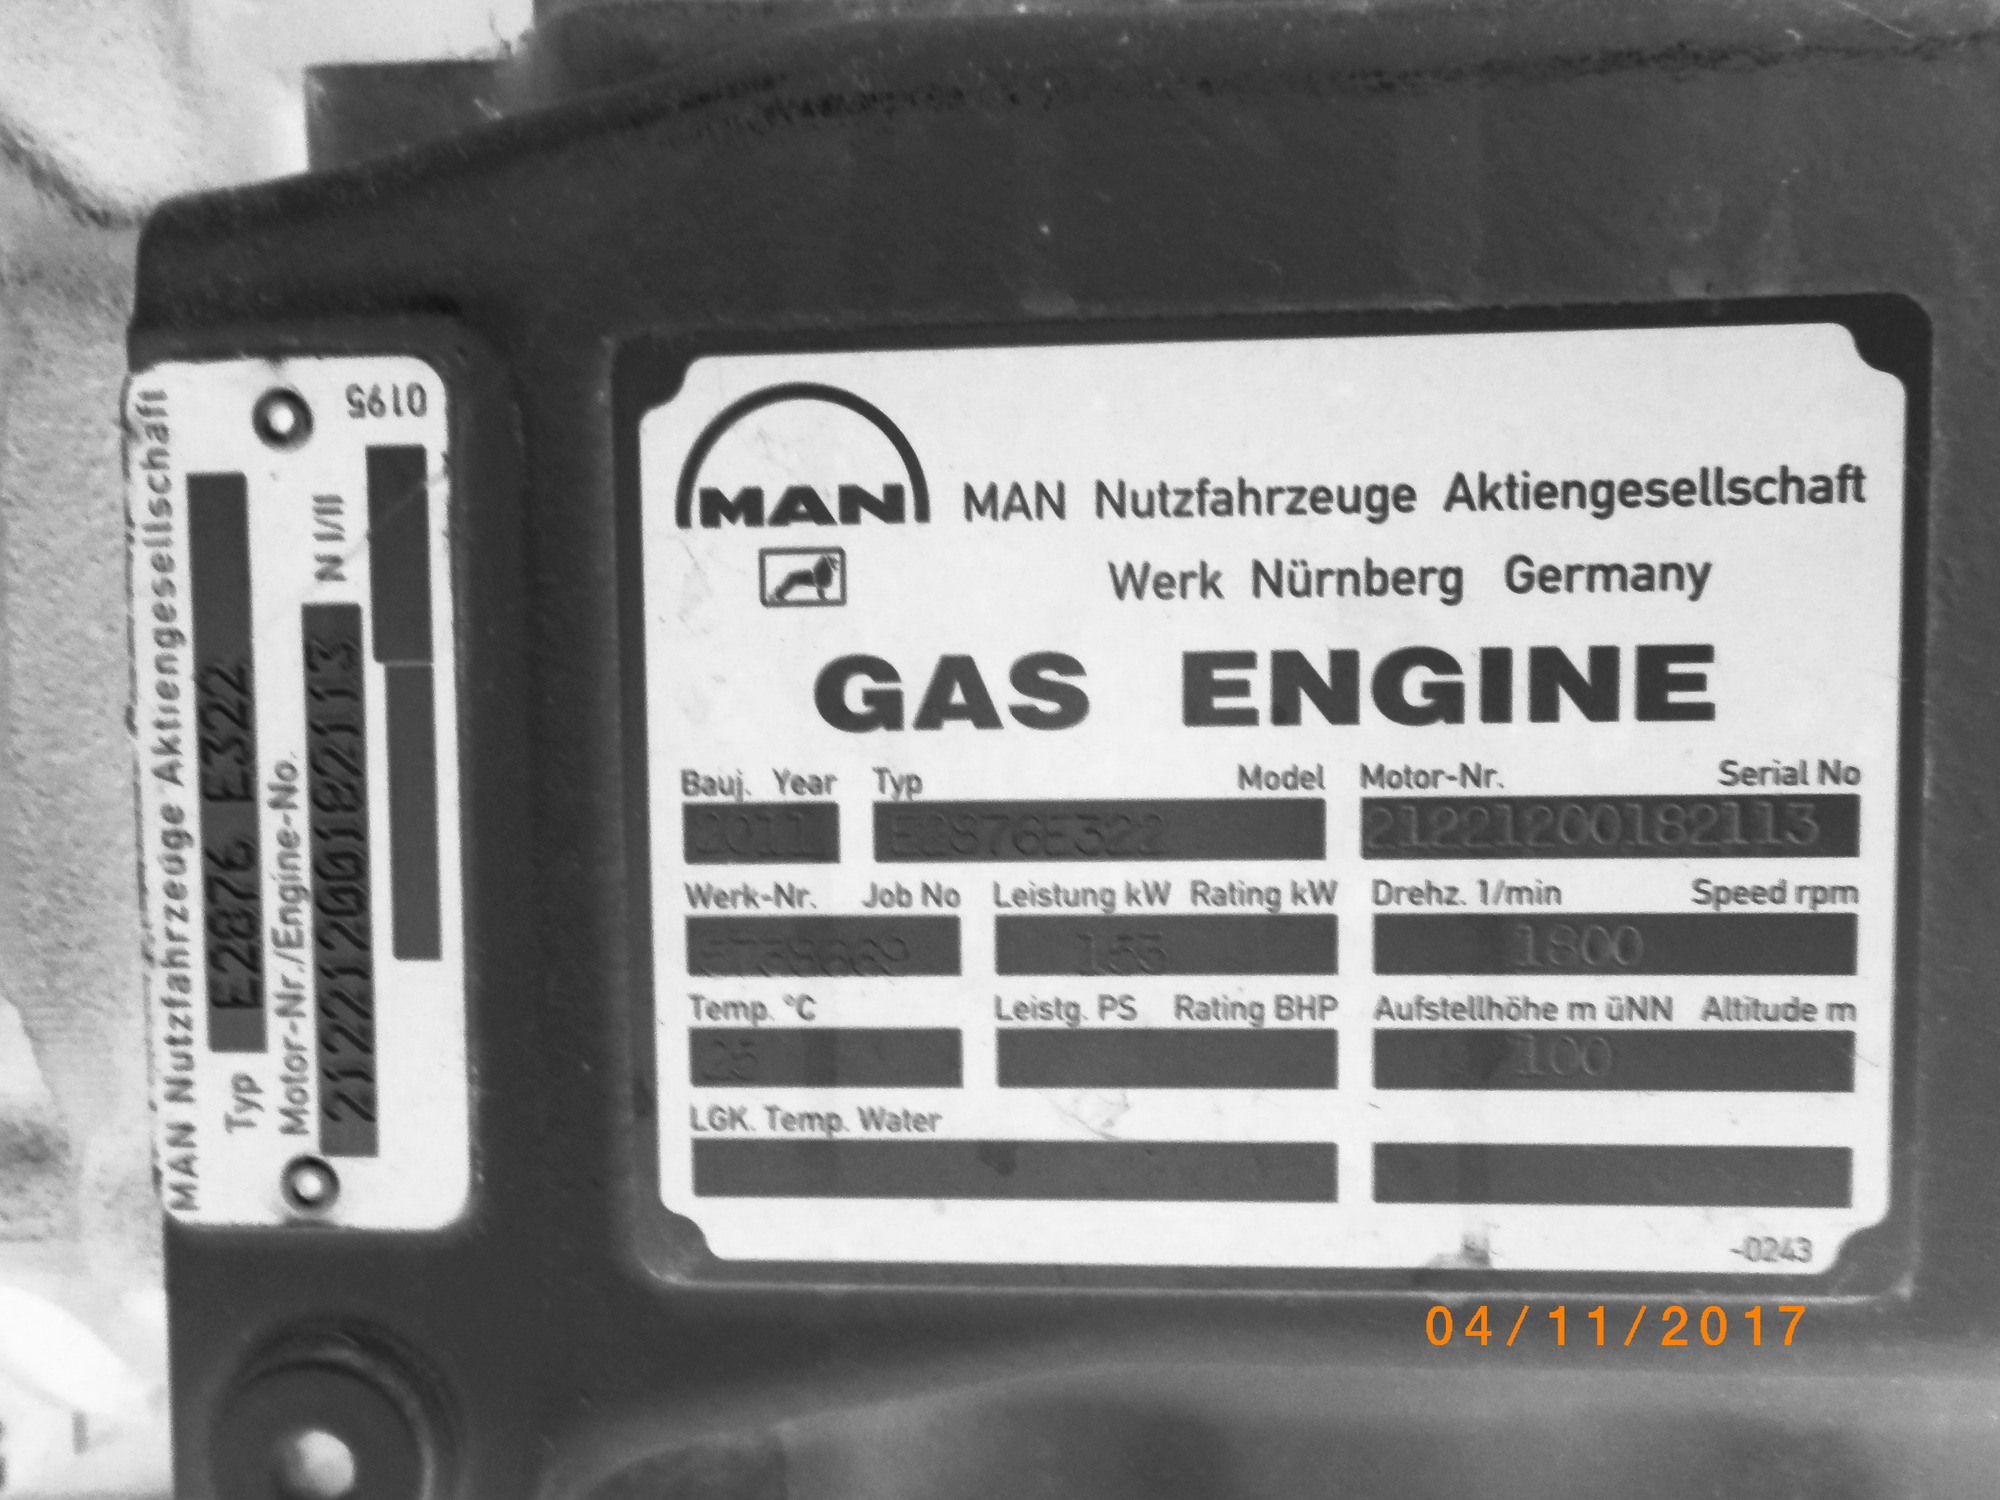 MAN Nutzfahrzeuge Aktiengesellschaft
Typ E2876 E322
Motor-Nr./Engine-No. N I/II
21221200182113
0195
MAN
MAN Nutzfahrzeuge Aktiengesellschaft
Werk Nürnberg Germany
GAS ENGINE
Bauj. Year Typ Model Motor-Nr. Serial No
2011 E2876E322 21221200182113
Werk-Nr. Job No Leistung kW Rating kW Drehz. 1/min Speed rpm
1800
Temp. °C Leistg. PS Rating BHP Aufstellhöhe m üNN Altitude m
25 100
LGK. Temp. Water
-0243
04/11/2017